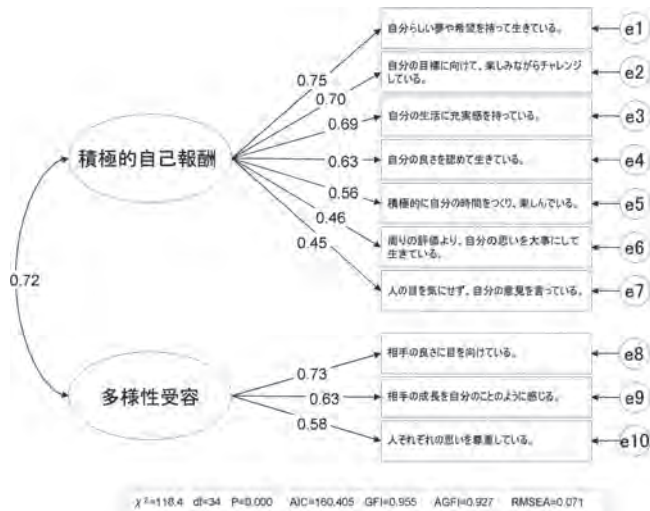 自分らしい夢や希望を持って生きている。
e1
0.75
自分の目標に向けて、楽しみながらチャレンジ
している。
e2
0.70
自分の生活に充実感を持っている。
e3
0.69
積極的自己報酬
自分の良さを認めて生きている。
e4
0.63
積極的に自分の時間をつくり、楽しんでいる。
e5
0.56
周りの評価より、自分の思いを大事にして
生きている。
e6
0.46
人の目を気にせず、自分の意見を言っている。
e7
0.45
0.72
多様性受容
相手の良さに目を向けている。
e8
0.73
相手の成長を自分のことのように感じる。
e9
0.63
人それぞれの思いを尊重している。
e10
0.58
χ²=118.4 df=34 P=0.000 AIC=160.405 GFI=0.955 AGFI=0.927 RMSEA=0.071